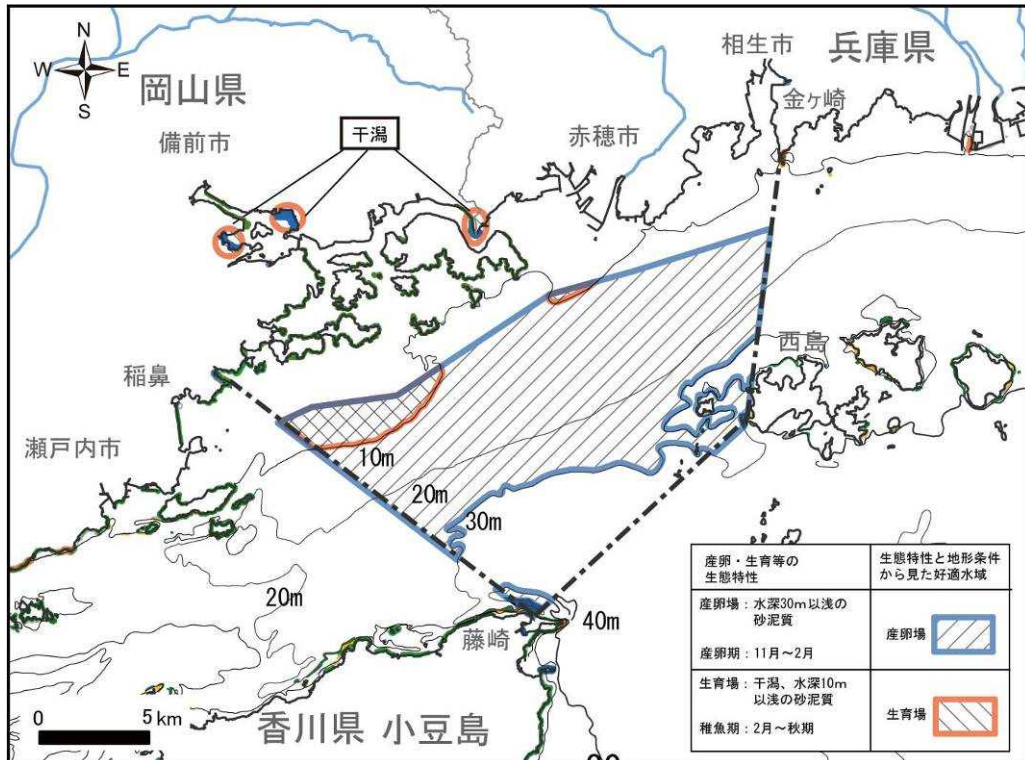 N
W E
S
岡山県
備前市
干潟
赤穂市
相生市
兵庫県
金ヶ崎
西島
稲鼻
瀬戸内市
10m
20m
30m
20m
40m
藤崎
香川県 小豆島
0 5 km
産卵・生育等の
生態特性
生態特性と地形条件
から見た好適水域
産卵場：水深30m以浅の
砂泥質
産卵期：11月～2月
産卵場
生育場：干潟、水深10m
以浅の砂泥質
稚魚期：2月～秋期
生育場